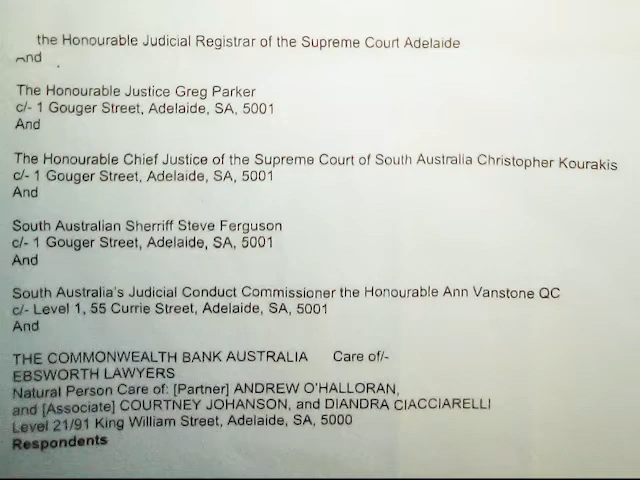 the Honourable Judicial Registrar of the Supreme Court Adelaide
And
The Honourable Justice Greg Parker
c/- 1 Gouger Street, Adelaide, SA, 5001
And
The Honourable Chief Justice of the Supreme Court of South Australia Christopher Kourakis
c/- 1 Gouger Street, Adelaide, SA, 5001
And
South Australian Sherriff Steve Ferguson
c/- 1 Gouger Street, Adelaide, SA, 5001
And
South Australia's Judicial Conduct Commissioner the Honourable Ann Vanstone QC
c/- Level 1, 55 Currie Street, Adelaide, SA, 5001
And
THE COMMONWEALTH BANK AUSTRALIA Care of/-
EBSWORTH LAWYERS
Natural Person Care of: [Partner] ANDREW O'HALLORAN,
and [Associate] COURTNEY JOHANSON, and DIANDRA CIACCIARELLI
Level 21/91 King William Street, Adelaide, SA, 5000
Respondents